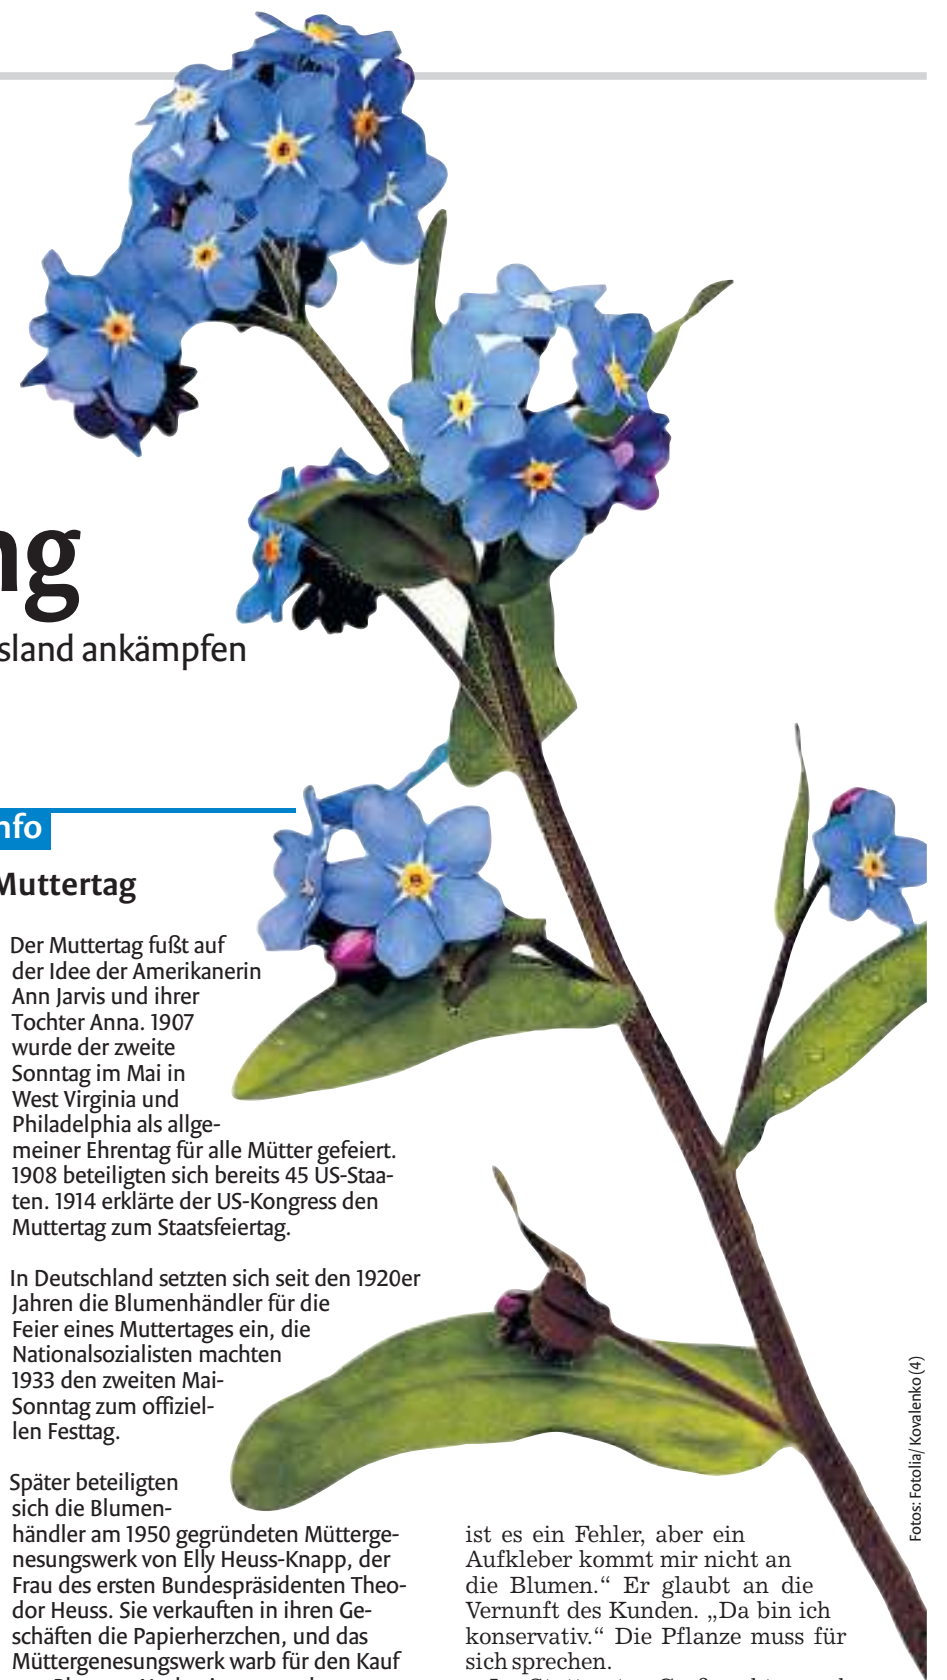 ng
sland ankämpfen
nfo
Muttertag
Der Muttertag fußt auf
der Idee der Amerikanerin
Ann Jarvis und ihrer
Tochter Anna. 1907
wurde der zweite
Sonntag im Mai in
West Virginia und
Philadelphia als allge-
meiner Ehrentag für alle Mütter gefeiert.
1908 beteiligten sich bereits 45 US-Staa-
ten. 1914 erklärte der US-Kongress den
Muttertag zum Staatsfeiertag.
In Deutschland setzten sich seit den 1920er
Jahren die Blumenhändler für die
Feier eines Muttertages ein, die
Nationalsozialisten machten
1933 den zweiten Mai-
Sonntag zum offiziel-
len Festtag.
Später beteiligten
sich die Blumen-
händler am 1950 gegründeten Mütterge-
nesungswerk von Elly Heuss-Knapp, der
Frau des ersten Bundespräsidenten Theo-
dor Heuss. Sie verkauften in ihren Ge-
schäften die Papierherzchen, und das
Müttergenesungswerk warb für den Kauf
ist es ein Fehler, aber ein
Aufkleber kommt mir nicht an
die Blumen.“ Er glaubt an die
Vernunft des Kunden. „Da bin ich
konservativ.“ Die Pflanze muss für
sich sprechen.
Fotos: Fotolia/ Kovalenko (4)